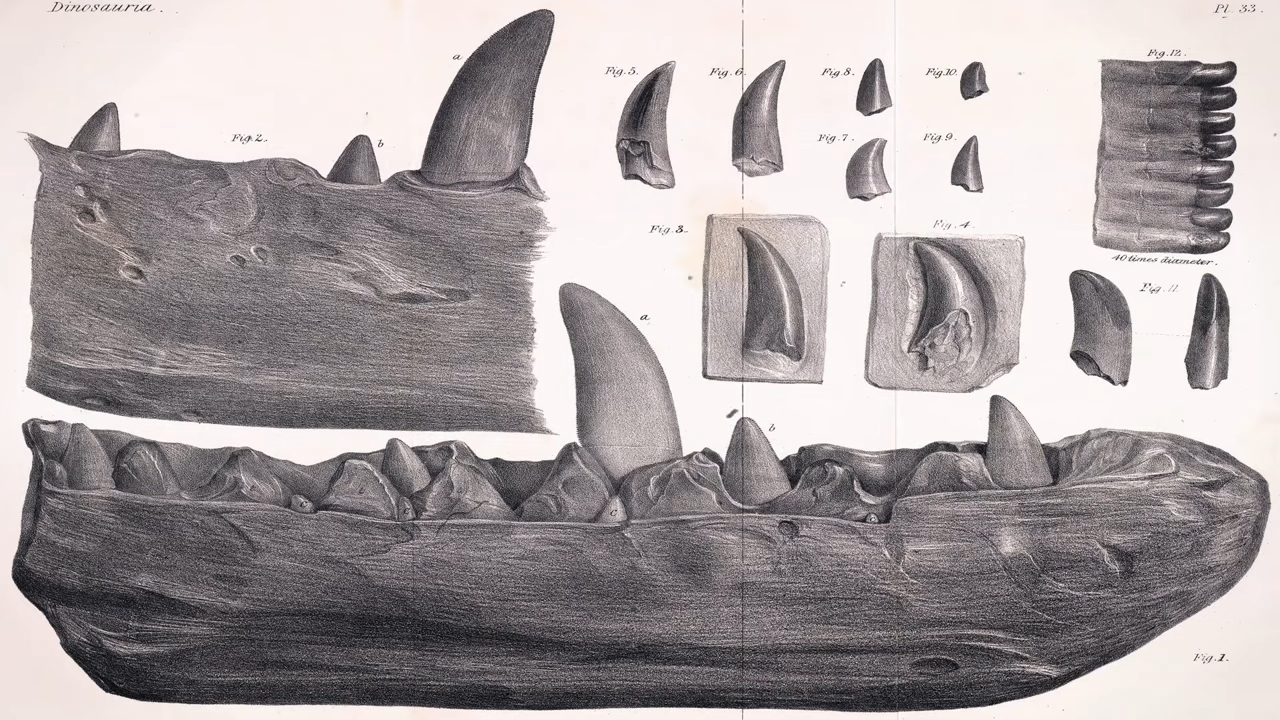 Dinosauria.
Pl. 33.
a
Fig. 5.
Fig. 6.
Fig. 8.
Fig. 10.
Fig. 12.
Fig. 2.
b
Fig. 7.
Fig. 9.
Fig. 3.
Fig. 4.
40 times diameter.
Fig. 11.
a
b
c
Fig. 1.